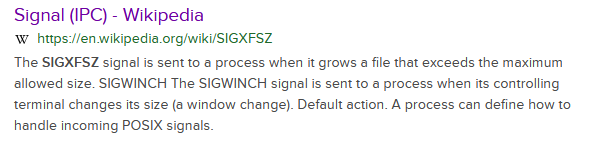 Signal (IPC) - Wikipedia
W https://en.wikipedia.org/wiki/SIGXFSZ
The SIGXFSZ signal is sent to a process when it grows a file that exceeds the maximum
allowed size. SIGWINCH The SIGWINCH signal is sent to a process when its controlling
terminal changes its size (a window change). Default action. A process can define how to
handle incoming POSIX signals.